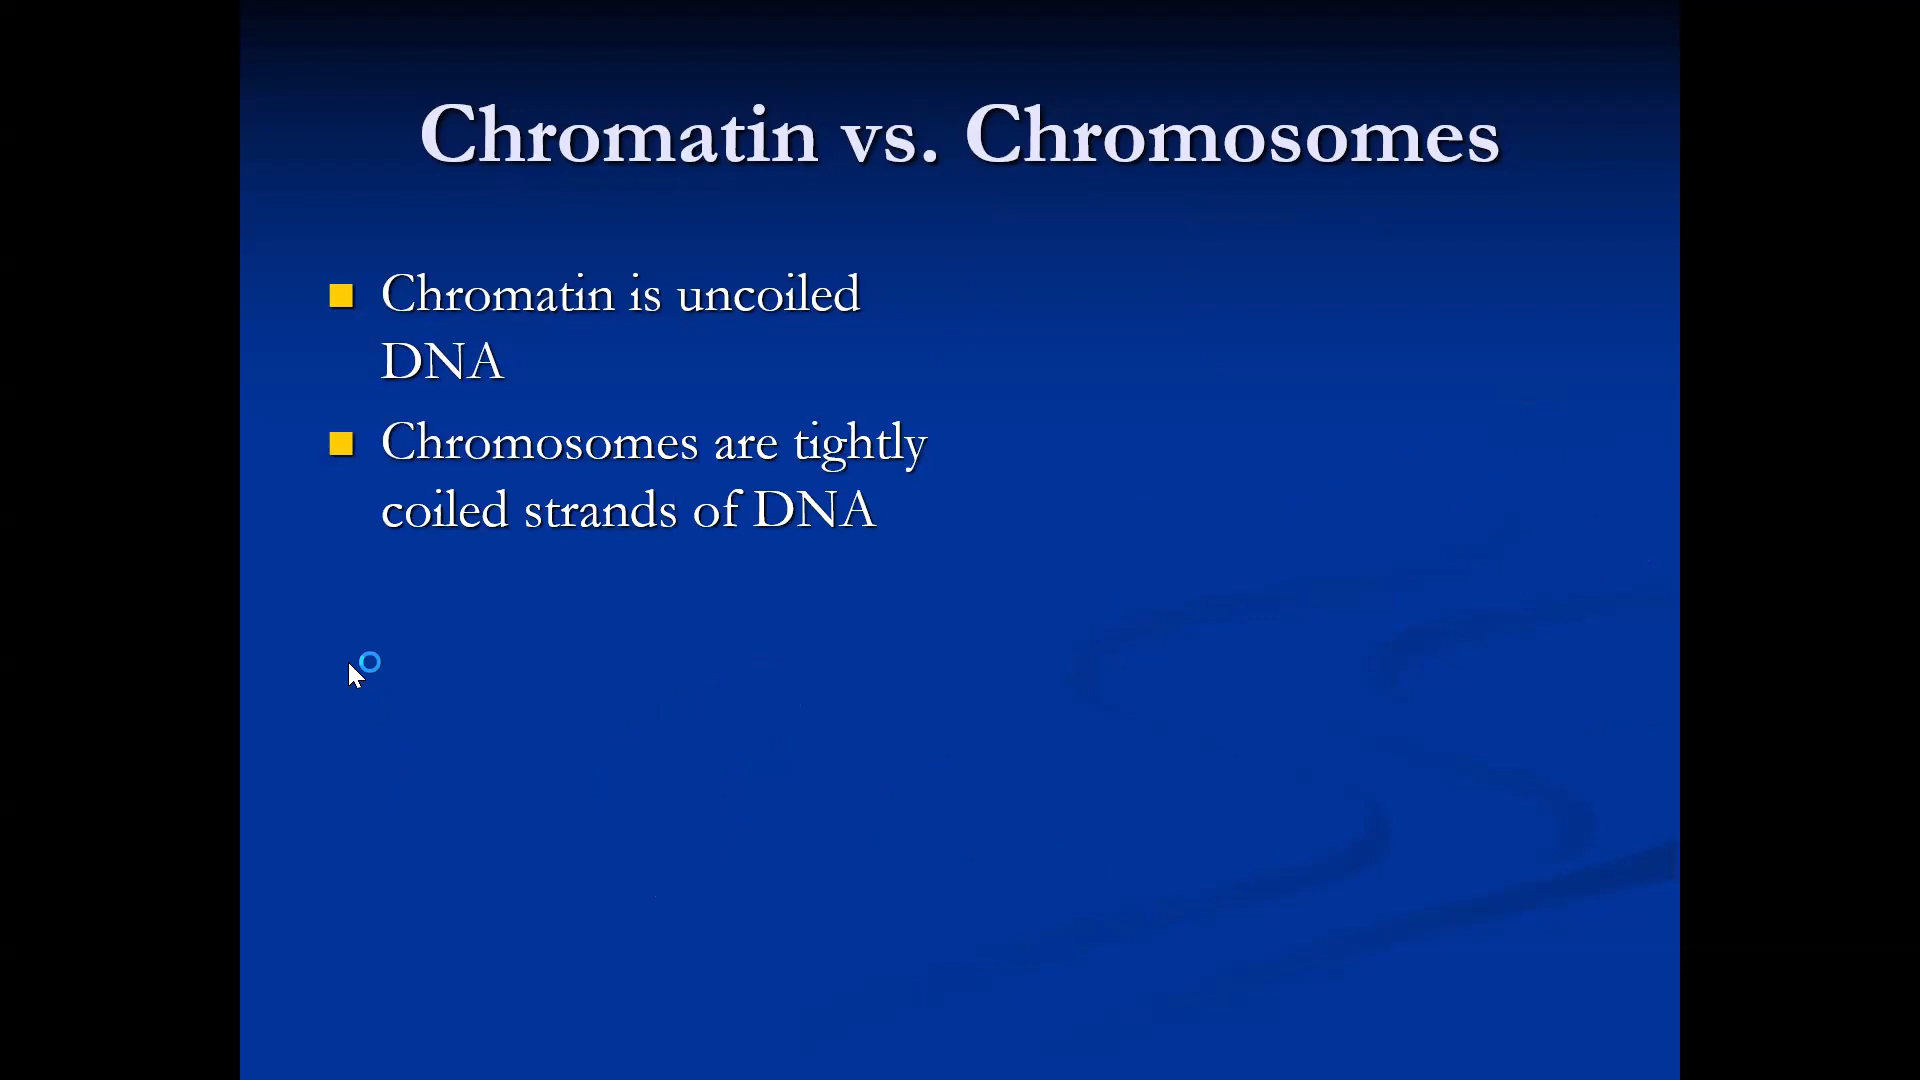 Chromatin vs. Chromosomes
Chromatin is uncoiled
DNA
Chromosomes are tightly
coiled strands of DNA